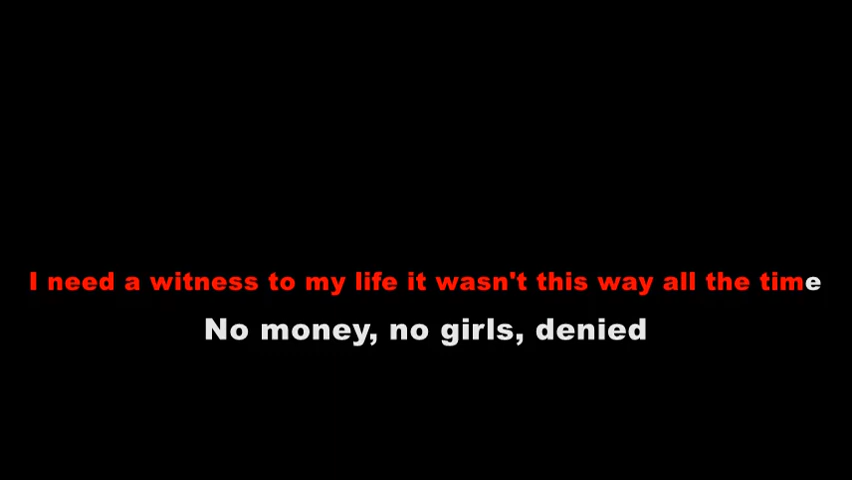 I need a witness to my life it wasn't this way all the time
No money, no girls, denied